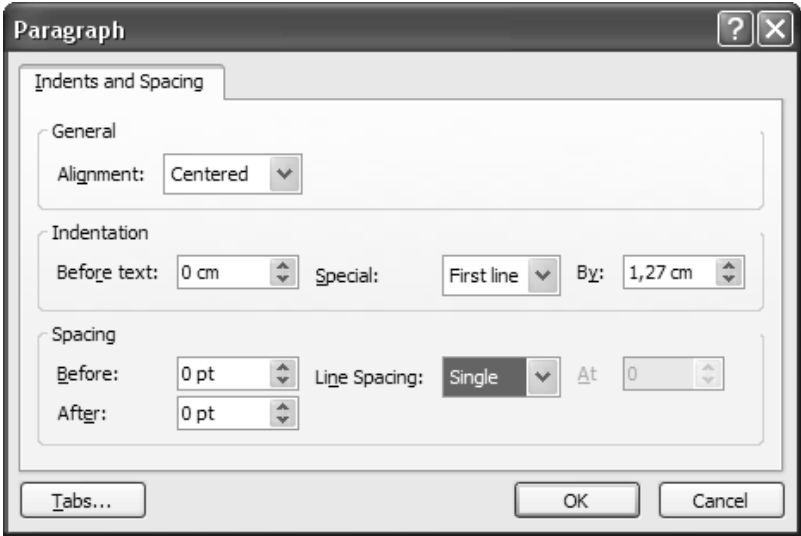 Paragraph
Indents and Spacing
General
Alignment: Centered
Indentation
Before text: 0 cm Special: First line By: 1,27 cm
Spacing
Before: 0 pt Line Spacing: Single At 0
After: 0 pt
Tabs... OK Cancel